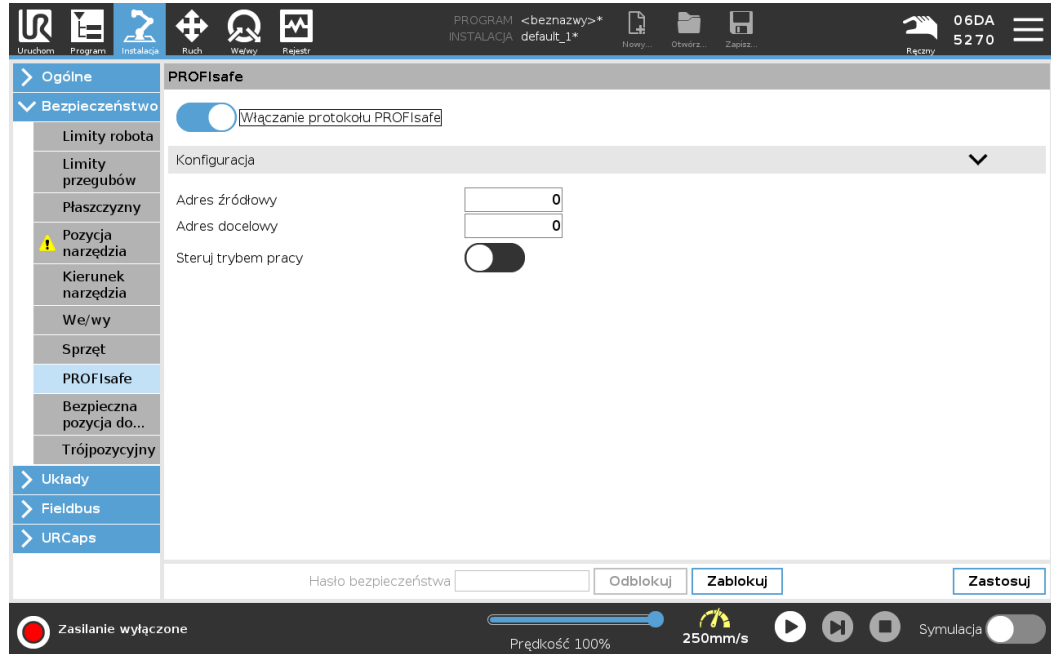 PROGRAM <beznazwy>*
INSTALACJA default_1*
Uruchom Program Instalacja Ruch We/wy Rejestr Nowy... Otwórz... Zapisz... Ręczny
06DA
5270
Ogólne
Bezpieczeństwo
Limity robota
Limity
przegubów
Płaszczyzny
Pozycja
narzędzia
Kierunek
narzędzia
We/wy
Sprzęt
PROFIsafe
Bezpieczna
pozycja do...
Trójpozycyjny
Układy
Fieldbus
URCaps
PROFIsafe
Włączanie protokołu PROFIsafe
Konfiguracja
Adres źródłowy 0
Adres docelowy 0
Steruj trybem pracy
Hasło bezpieczeństwa Odblokuj Zablokuj Zastosuj
Zasilanie wyłączone
Prędkość 100%
250mm/s
Symulacja